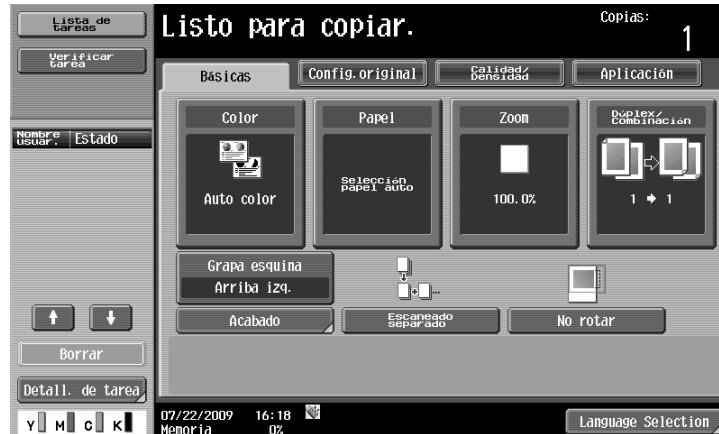 Lista de
tareas
Verificar
tarea
Nombre
usuar.
Estado
Borrar
Detall. de tarea
Y M C K
Listo para copiar.
Copias:
1
Básicas
Config.original
Calidad/
Densidad
Aplicación
Color
Auto color
Papel
Selección
papel auto
Zoom
100.0%
Dúplex/
Combinación
1 → 1
Grapa esquina
Arriba izq.
Acabado
Escaneado
separado
No rotar
07/22/2009 16:18
Memoria 0%
Language Selection